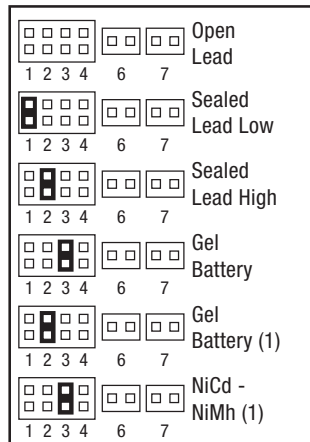 Open
Lead
1 2 3 4 6 7
Sealed
Lead Low
1 2 3 4 6 7
Sealed
Lead High
1 2 3 4 6 7
Gel
Battery
1 2 3 4 6 7
Gel
Battery (1)
1 2 3 4 6 7
NiCd -
NiMh (1)
1 2 3 4 6 7